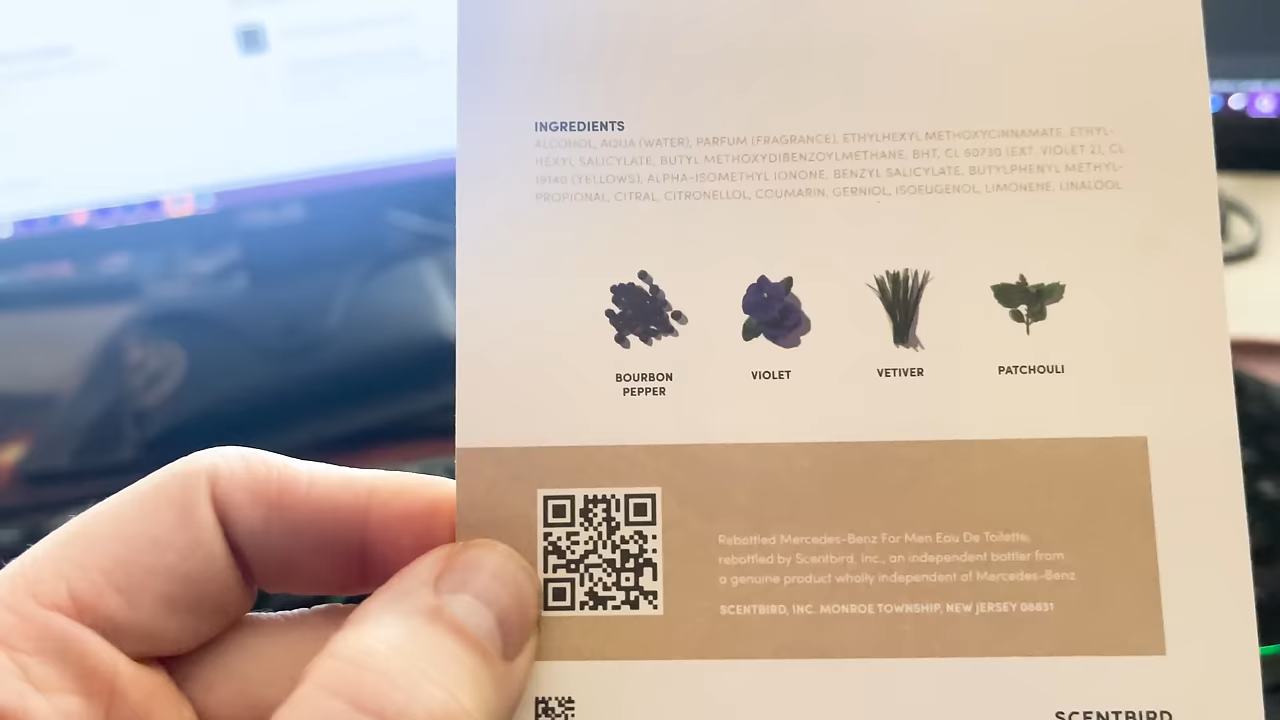 INGREDIENTS
ALCOHOL, AQUA (WATER), PARFUM (FRAGRANCE), ETHYLHEXYL METHOXYCINNAMATE, ETHYL-
HEXYL SALICYLATE, BUTYL METHOXYDIBENZOYLMETHANE, BHT, CL 60730 (EXT. VIOLET 2), CL
19140 (YELLOW5), ALPHA-ISOMETHYL IONONE, BENZYL SALICYLATE, BUTYLPHENYL METHYL-
PROPIONAL, CITRAL, CITRONELLOL, COUMARIN, GERNIOL, ISOEUGENOL, LIMONENE, LINALOOL
BOURBON
PEPPER
VIOLET
VETIVER
PATCHOULI
Rebottled Mercedes-Benz For Men Eau De Toilette,
rebottled by Scentbird, Inc., an independent bottler from
a genuine product wholly independent of Mercedes-Benz
SCENTBIRD, INC. MONROE TOWNSHIP, NEW JERSEY 08831
SCENTBIRD